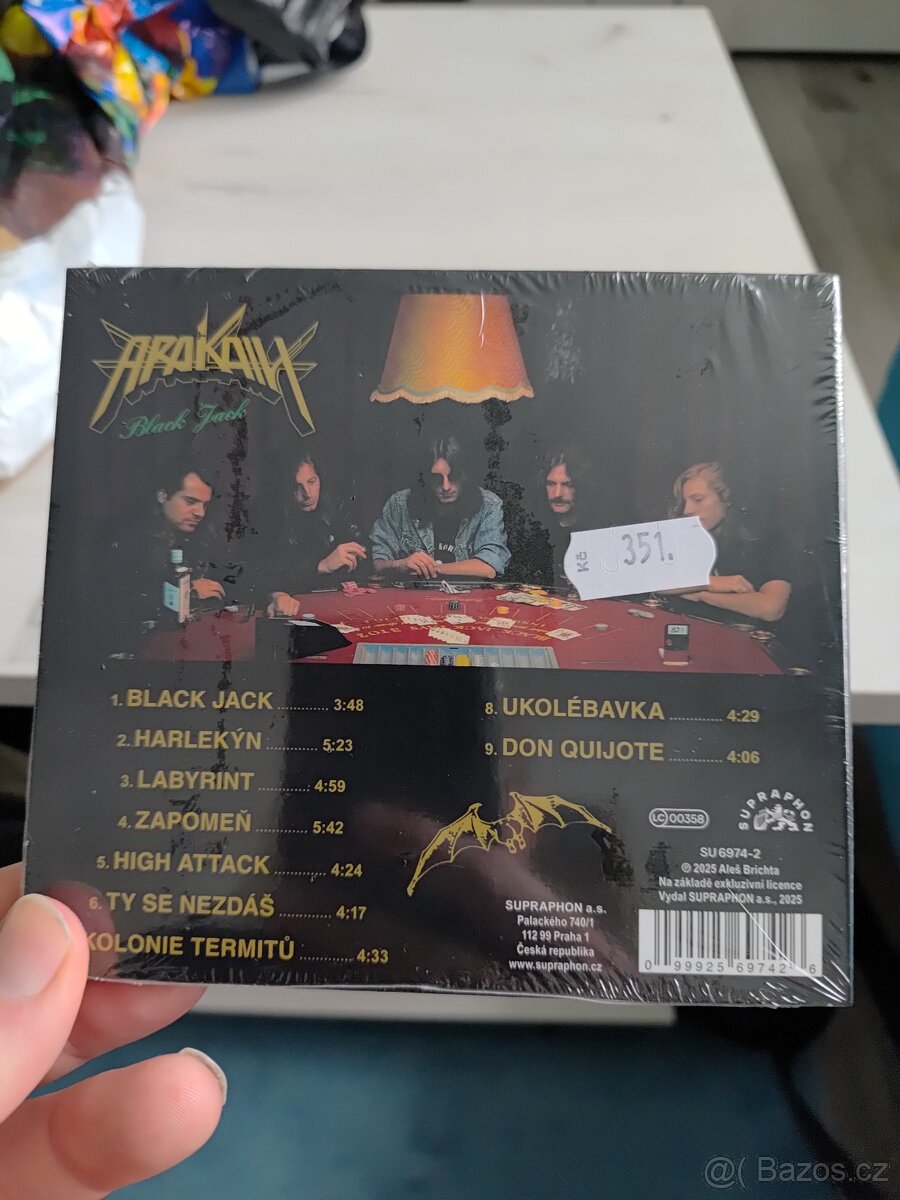 ARAKAIN
Black Jack
Kč 351.
1. BLACK JACK ............ 3:48
2. HARLEKÝN ........... 5:23
3. LABYRINT ........... 4:59
4. ZAPOMEŇ ................. 5:42
5. HIGH ATTACK ........... 4:24
6. TY SE NEZDÁŠ ........... 4:17
KOLONIE TERMITŮ ........... 4:33
8. UKOLÉBAVKA ........... 4:29
9. DON QUIJOTE ........... 4:06
LC 00358
SUPRAPHON
SU 6974-2
℗ 2025 Aleš Brichta
Na základě exkluzivní licence
Vydal SUPRAPHON a.s., 2025
SUPRAPHON a.s.
Palackého 740/1
112 99 Praha 1
Česká republika
www.supraphon.cz
0 99925 69742 6
@( Bazos.cz